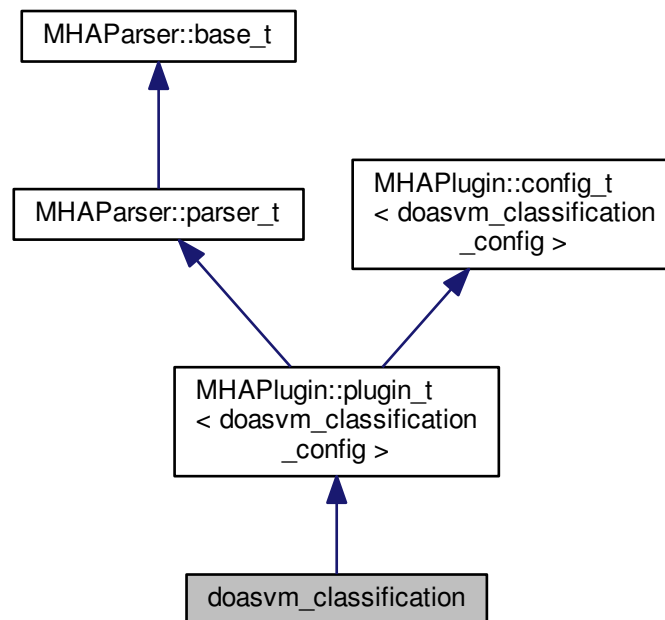 MHAParser::base_t
MHAParser::parser_t
MHAPlugin::config_t
< doasvm_classification
_config >
MHAPlugin::plugin_t
< doasvm_classification
_config >
doasvm_classification